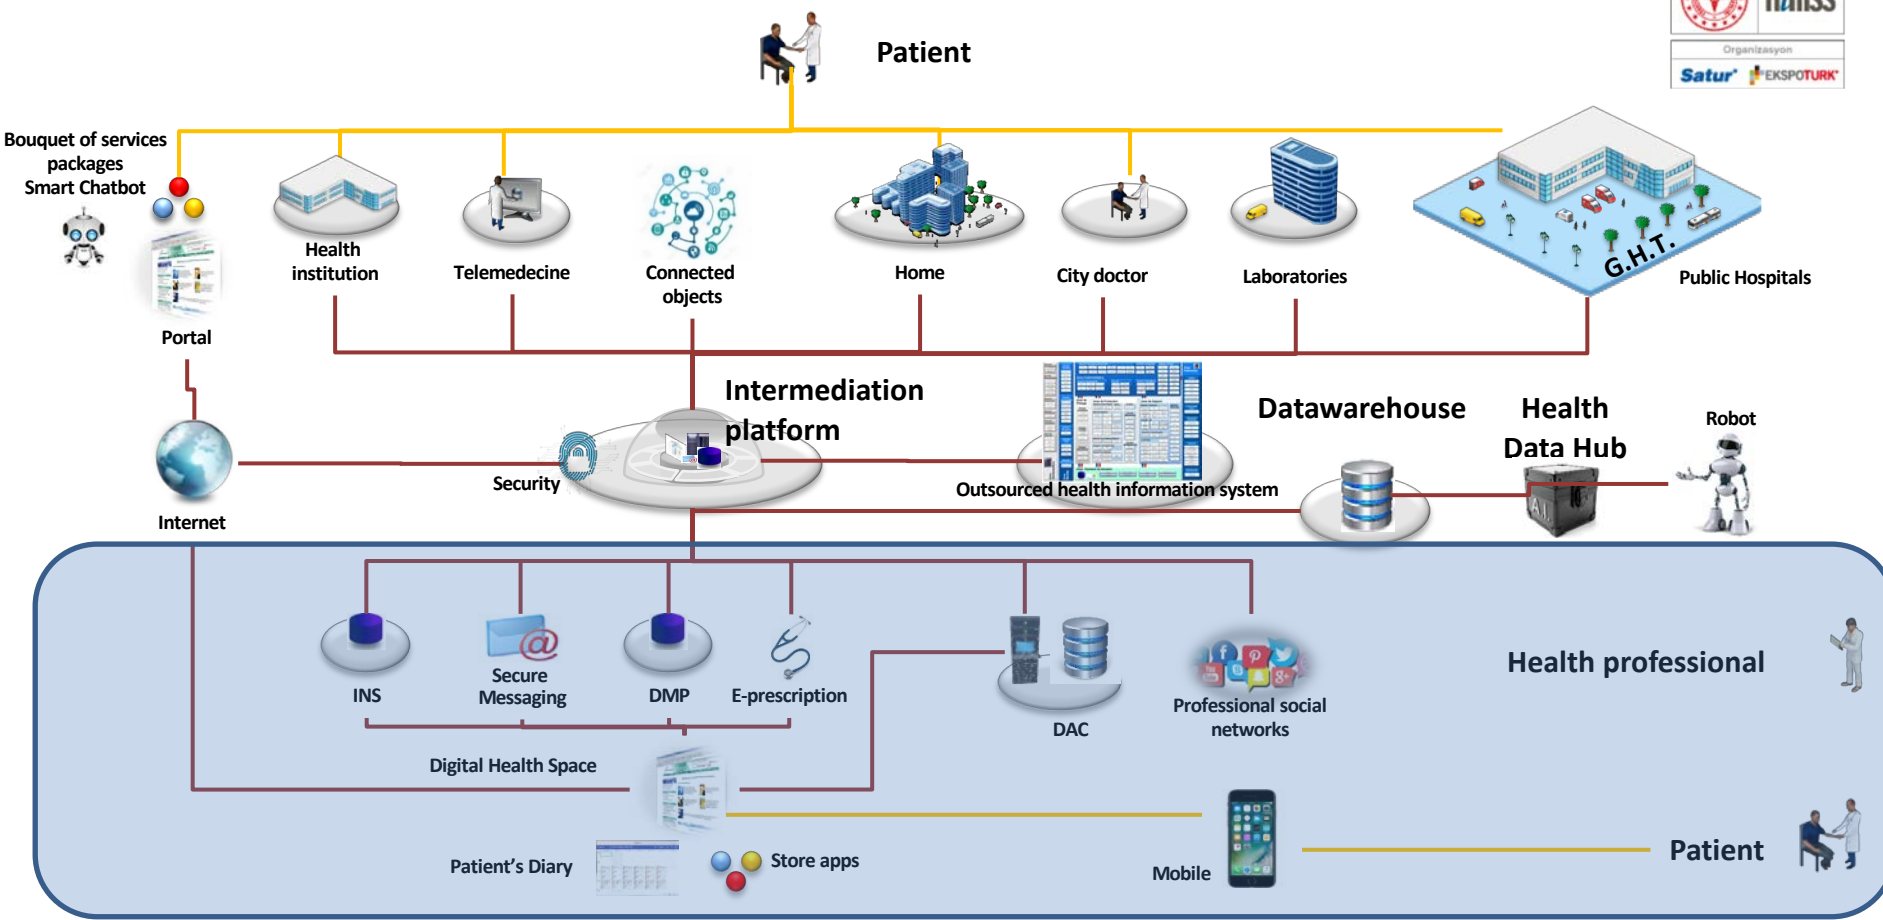 Patient
Organizasyon
Satur
EKSPOTURK
Bouquet of services
packages
Smart Chatbot
Health
institution
Telemedecine
Connected
objects
Home
City doctor
Laboratories
G.H.T.
Public Hospitals
Portal
Intermediation
platform
Datawarehouse
Health
Data Hub
Robot
Security
Outsourced health information system
A.I.
Internet
INS
Secure
Messaging
DMP
E-prescription
DAC
Professional social
networks
Health professional
Digital Health Space
Patient's Diary
Store apps
Mobile
Patient